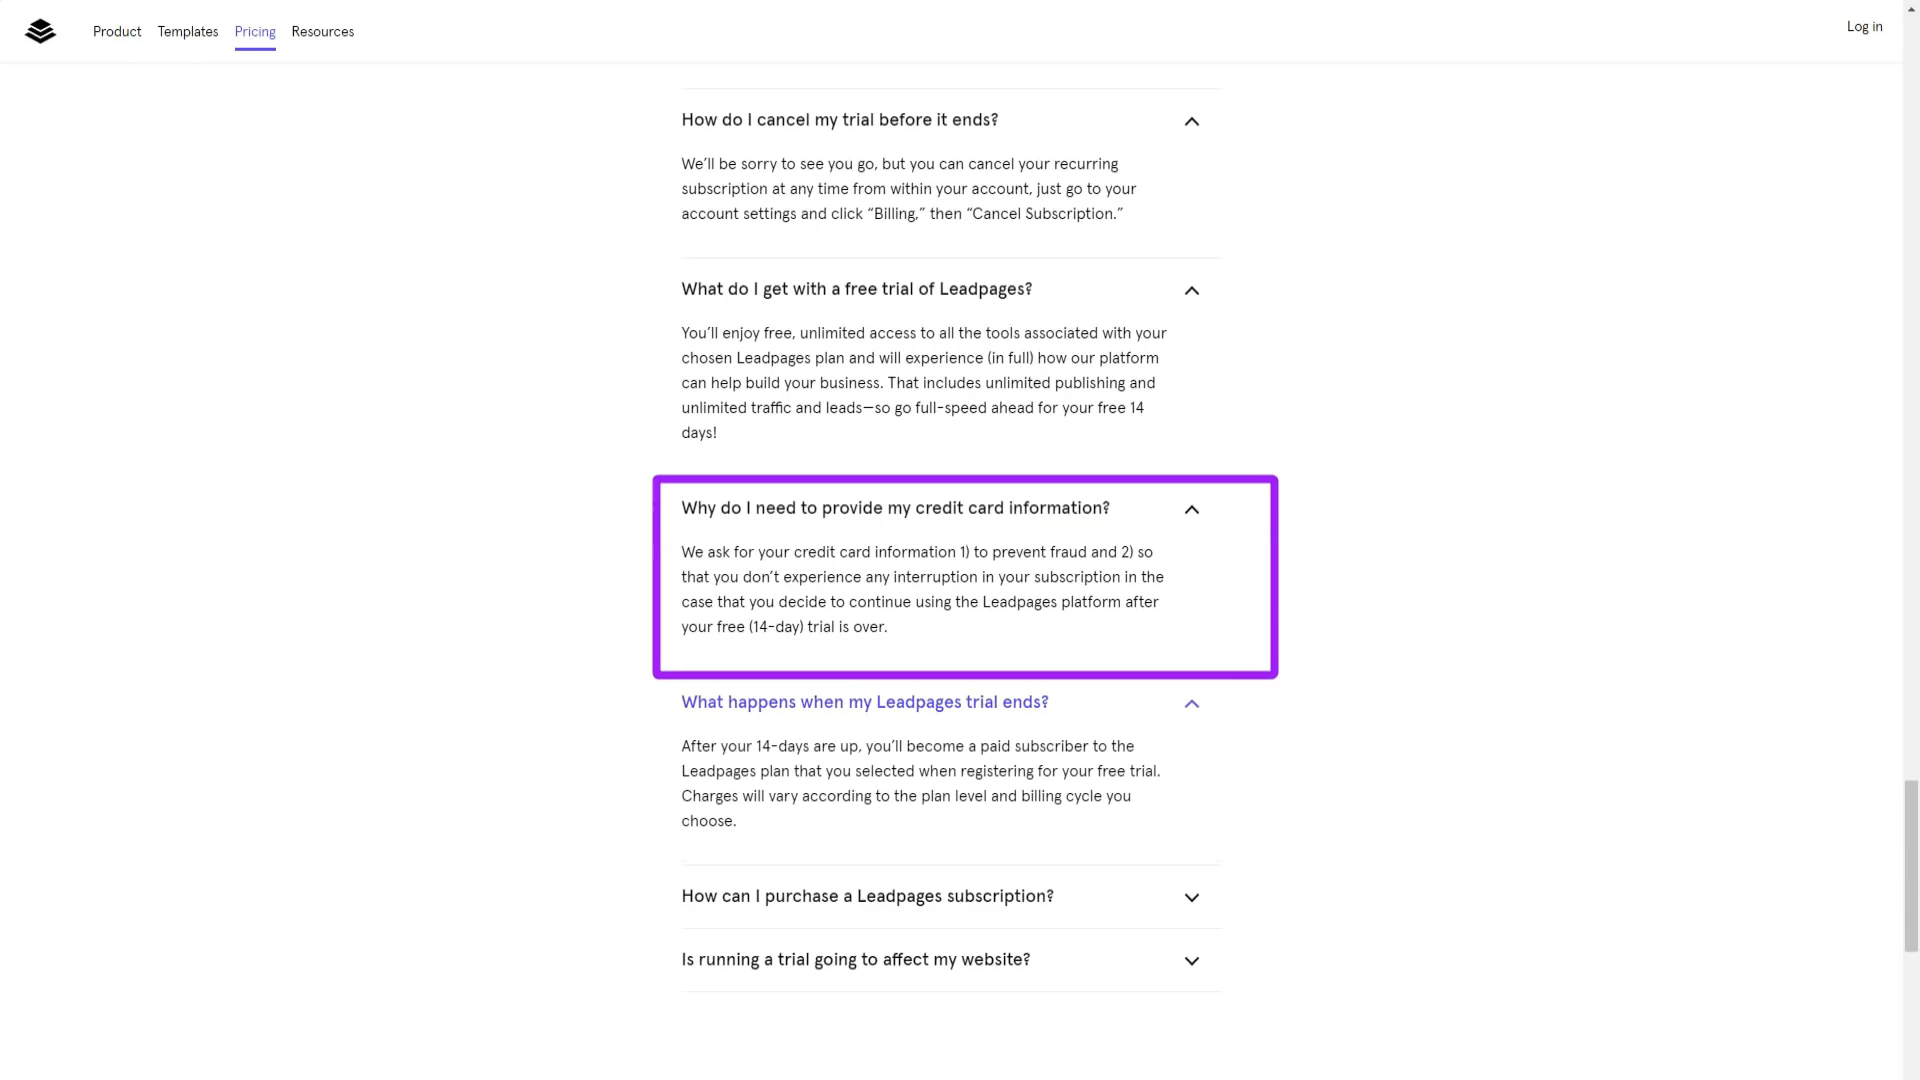 Product Templates Pricing Resources Log in
How do I cancel my trial before it ends?
We’ll be sorry to see you go, but you can cancel your recurring
subscription at any time from within your account, just go to your
account settings and click “Billing,” then “Cancel Subscription.”
What do I get with a free trial of Leadpages?
You’ll enjoy free, unlimited access to all the tools associated with your
chosen Leadpages plan and will experience (in full) how our platform
can help build your business. That includes unlimited publishing and
unlimited traffic and leads—so go full-speed ahead for your free 14
days!
Why do I need to provide my credit card information?
We ask for your credit card information 1) to prevent fraud and 2) so
that you don’t experience any interruption in your subscription in the
case that you decide to continue using the Leadpages platform after
your free (14-day) trial is over.
What happens when my Leadpages trial ends?
After your 14-days are up, you’ll become a paid subscriber to the
Leadpages plan that you selected when registering for your free trial.
Charges will vary according to the plan level and billing cycle you
choose.
How can I purchase a Leadpages subscription?
Is running a trial going to affect my website?